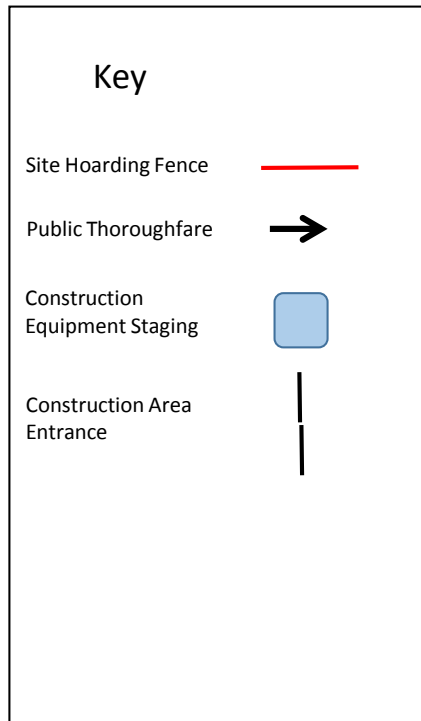 Key
Site Hoarding Fence
Public Thoroughfare
Construction
Equipment Staging
Construction Area
Entrance